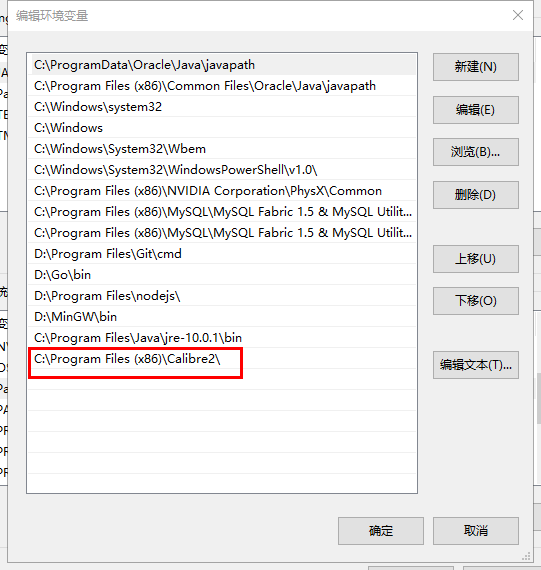 编辑环境变量
C:\ProgramData\Oracle\Java\javapath
C:\Program Files (x86)\Common Files\Oracle\Java\javapath
C:\Windows\system32
C:\Windows
C:\Windows\System32\Wbem
C:\Windows\System32\WindowsPowerShell\v1.0\
C:\Program Files (x86)\NVIDIA Corporation\PhysX\Common
C:\Program Files (x86)\MySQL\MySQL Fabric 1.5 & MySQL Utilit...
C:\Program Files (x86)\MySQL\MySQL Fabric 1.5 & MySQL Utilit...
D:\Program Files\Git\cmd
D:\Go\bin
D:\Program Files\nodejs\
D:\MinGW\bin
C:\Program Files\Java\jre-10.0.1\bin
C:\Program Files (x86)\Calibre2\
新建(N)
编辑(E)
浏览(B)...
删除(D)
上移(U)
下移(O)
编辑文本(T)...
确定
取消